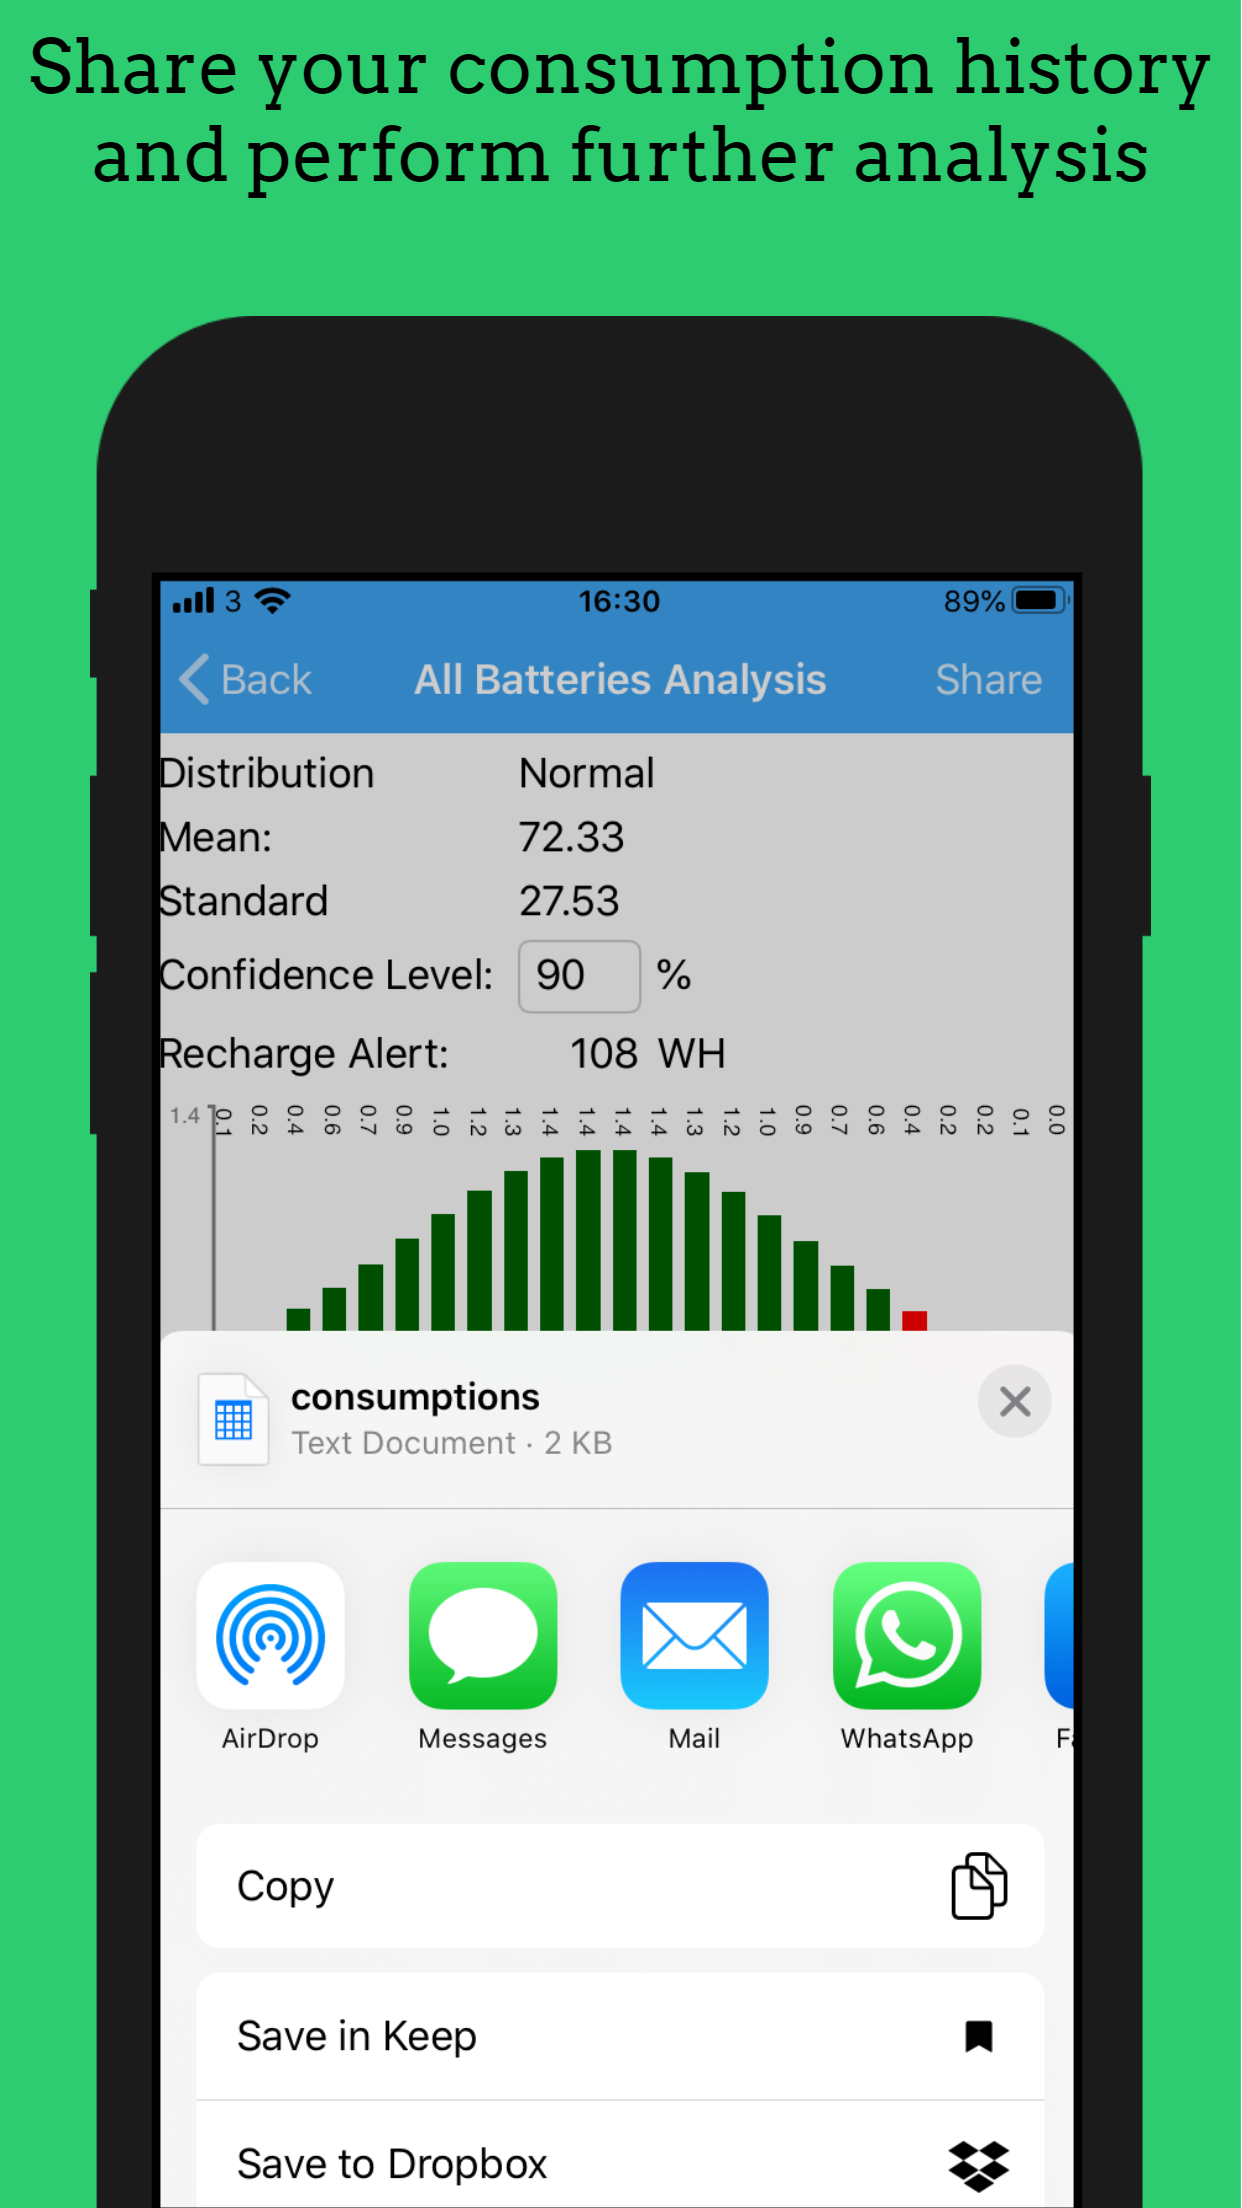 Share your consumption history
and perform further analysis
3 16:30 89%
Back All Batteries Analysis Share
Distribution Normal
Mean: 72.33
Standard 27.53
Confidence Level: 90 %
Recharge Alert: 108 WH
1.4 0.1 0.2 0.4 0.6 0.7 0.9 1.0 1.2 1.3 1.4 1.4 1.4 1.4 1.3 1.2 1.0 0.9 0.7 0.6 0.4 0.2 0.2 0.1 0.0
consumptions
Text Document · 2 KB
AirDrop Messages Mail WhatsApp
Copy
Save in Keep
Save to Dropbox